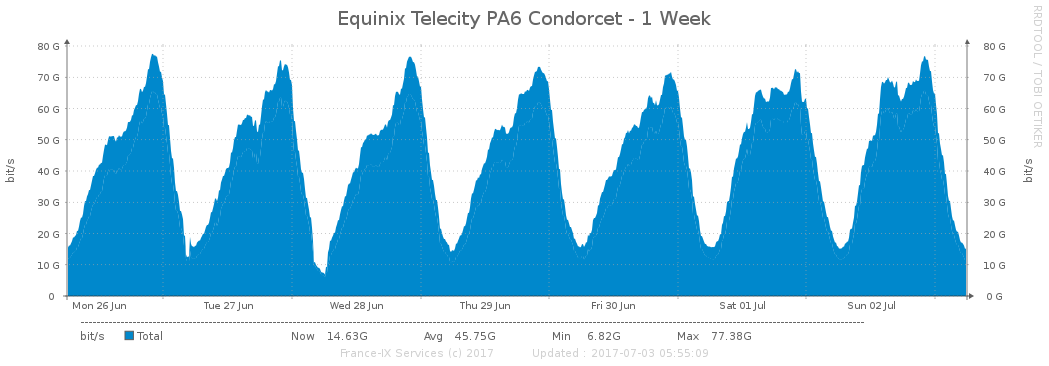 Equinix Telecity PA6 Condorcet - 1 Week
RRDTOOL / TOBI OETIKER
bit/s
80 G
70 G
60 G
50 G
40 G
30 G
20 G
10 G
0
80 G
70 G
60 G
50 G
40 G
30 G
20 G
10 G
0 G
bit/s
Mon 26 Jun Tue 27 Jun Wed 28 Jun Thu 29 Jun Fri 30 Jun Sat 01 Jul Sun 02 Jul
bit/s Total Now 14.63G Avg 45.75G Min 6.82G Max 77.38G
France-IX Services (c) 2017 Updated : 2017-07-03 05:55:09